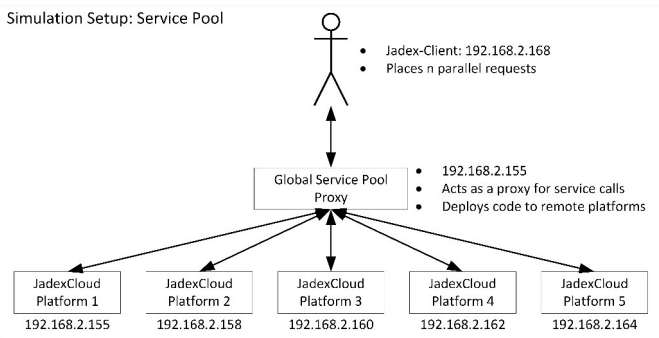 Simulation Setup: Service Pool
• Jadex-Client: 192.168.2.168
• Places n parallel requests
Global Service Pool
Proxy
• 192.168.2.155
• Acts as a proxy for service calls
• Deploys code to remote platforms
JadexCloud
Platform 1
192.168.2.155
JadexCloud
Platform 2
192.168.2.158
JadexCloud
Platform 3
192.168.2.160
JadexCloud
Platform 4
192.168.2.162
JadexCloud
Platform 5
192.168.2.164